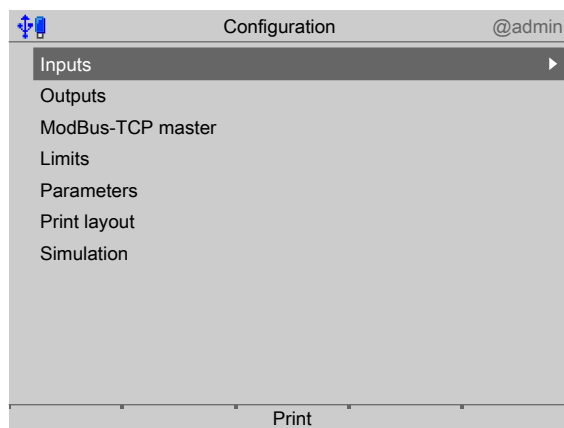 Configuration @admin
Inputs
Outputs
ModBus-TCP master
Limits
Parameters
Print layout
Simulation
Print